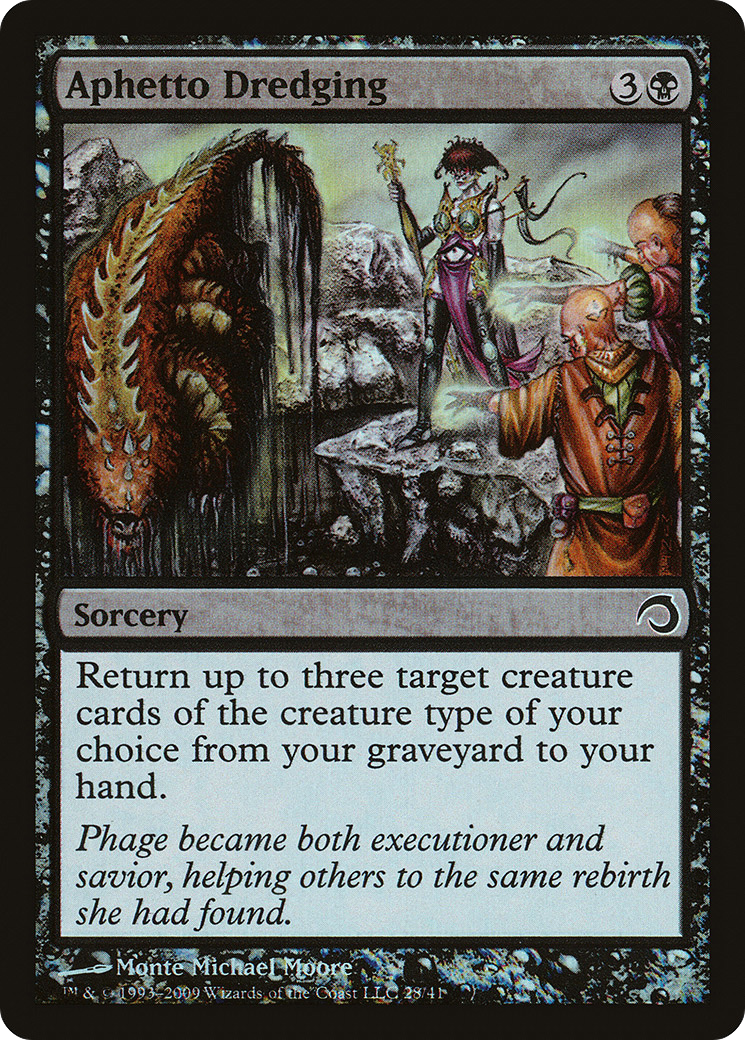 Aphetto Dredging 3
Sorcery
Return up to three target creature
cards of the creature type of your
choice from your graveyard to your
hand.
Phage became both executioner and
savior, helping others to the same rebirth
she had found.
Monte Michael Moore
™ & © 1993–2009 Wizards of the Coast LLC 28/41